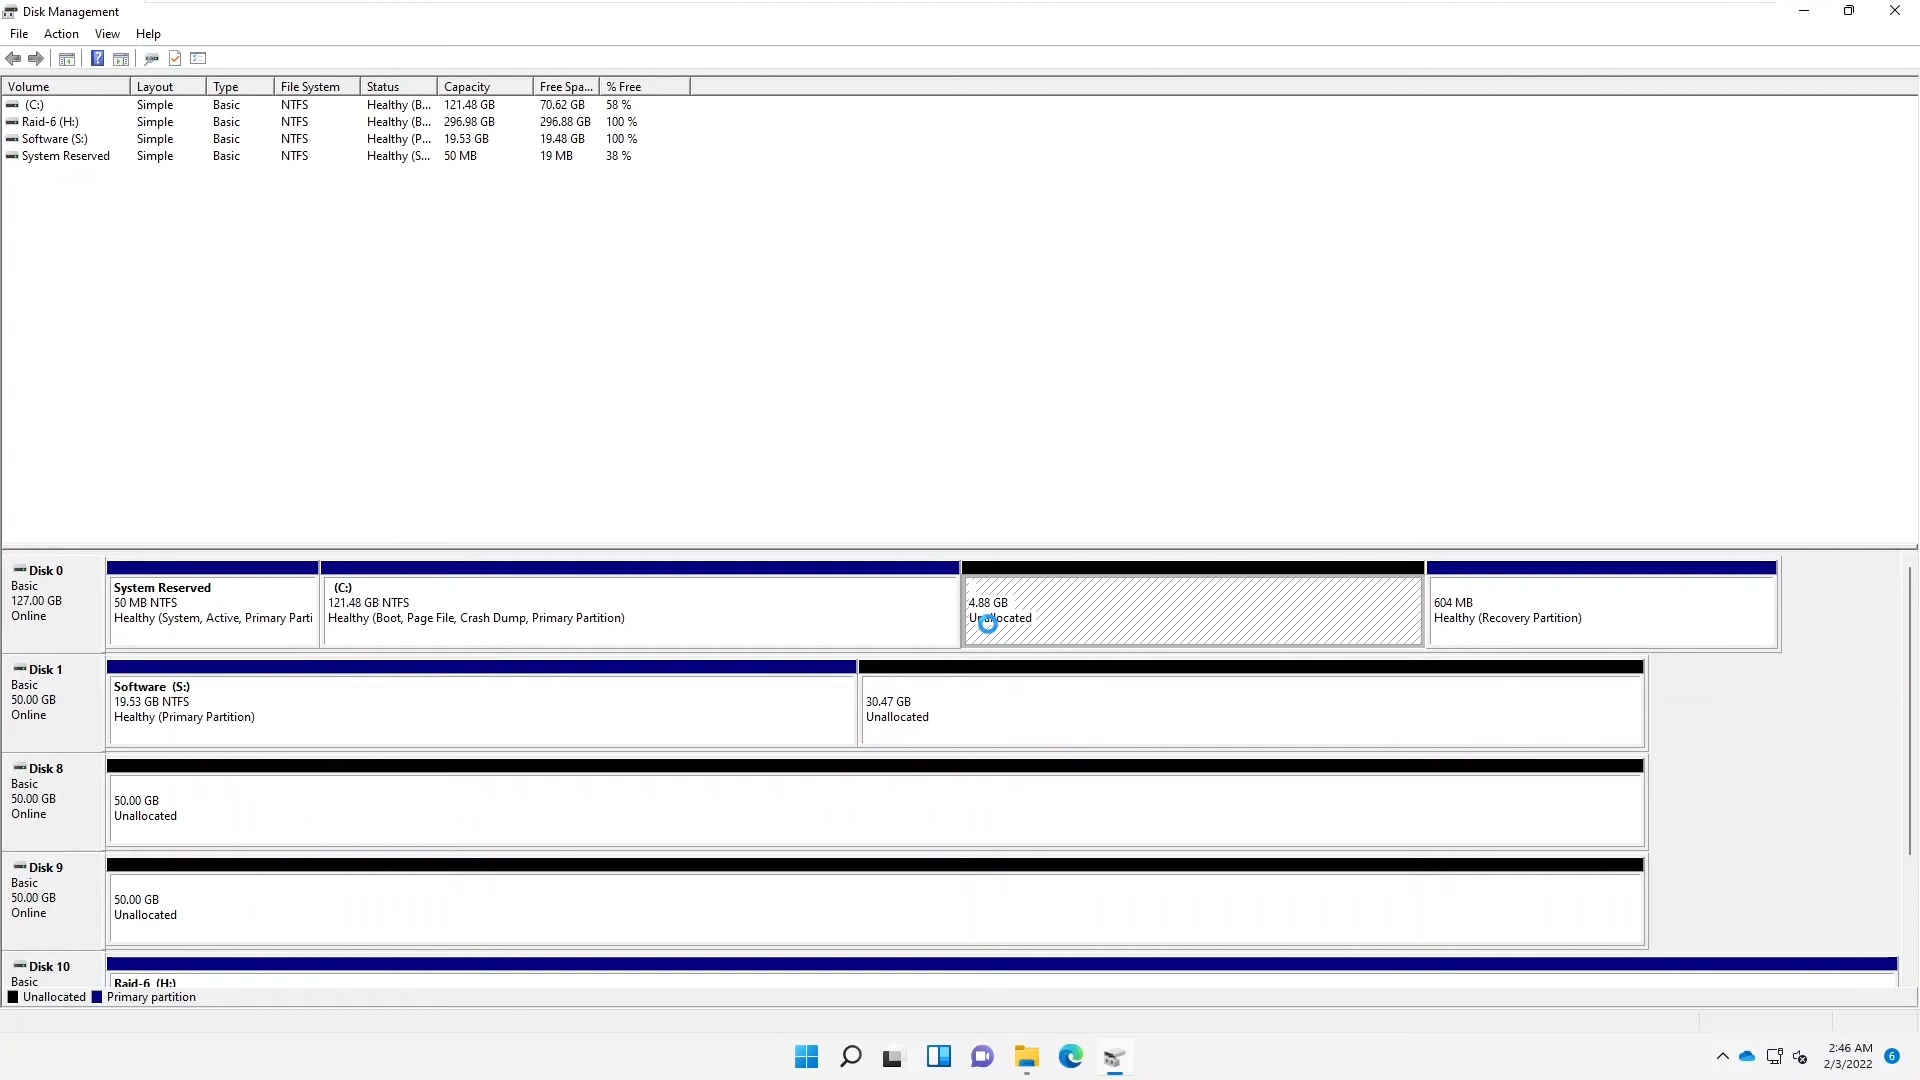 Disk Management
File Action View Help
Volume Layout Type File System Status Capacity Free Spa... % Free
(C:) Simple Basic NTFS Healthy (B... 121.48 GB 70.62 GB 58 %
Raid-6 (H:) Simple Basic NTFS Healthy (B... 296.98 GB 296.88 GB 100 %
Software (S:) Simple Basic NTFS Healthy (P... 19.53 GB 19.48 GB 100 %
System Reserved Simple Basic NTFS Healthy (S... 50 MB 19 MB 38 %
Disk 0
Basic
127.00 GB
Online
System Reserved
50 MB NTFS
Healthy (System, Active, Primary Parti
(C:)
121.48 GB NTFS
Healthy (Boot, Page File, Crash Dump, Primary Partition)
4.88 GB
Unallocated
604 MB
Healthy (Recovery Partition)
Disk 1
Basic
50.00 GB
Online
Software (S:)
19.53 GB NTFS
Healthy (Primary Partition)
30.47 GB
Unallocated
Disk 8
Basic
50.00 GB
Online
50.00 GB
Unallocated
Disk 9
Basic
50.00 GB
Online
50.00 GB
Unallocated
Disk 10
Basic
Raid-6 (H:)
Unallocated Primary partition
2:46 AM
2/3/2022
6